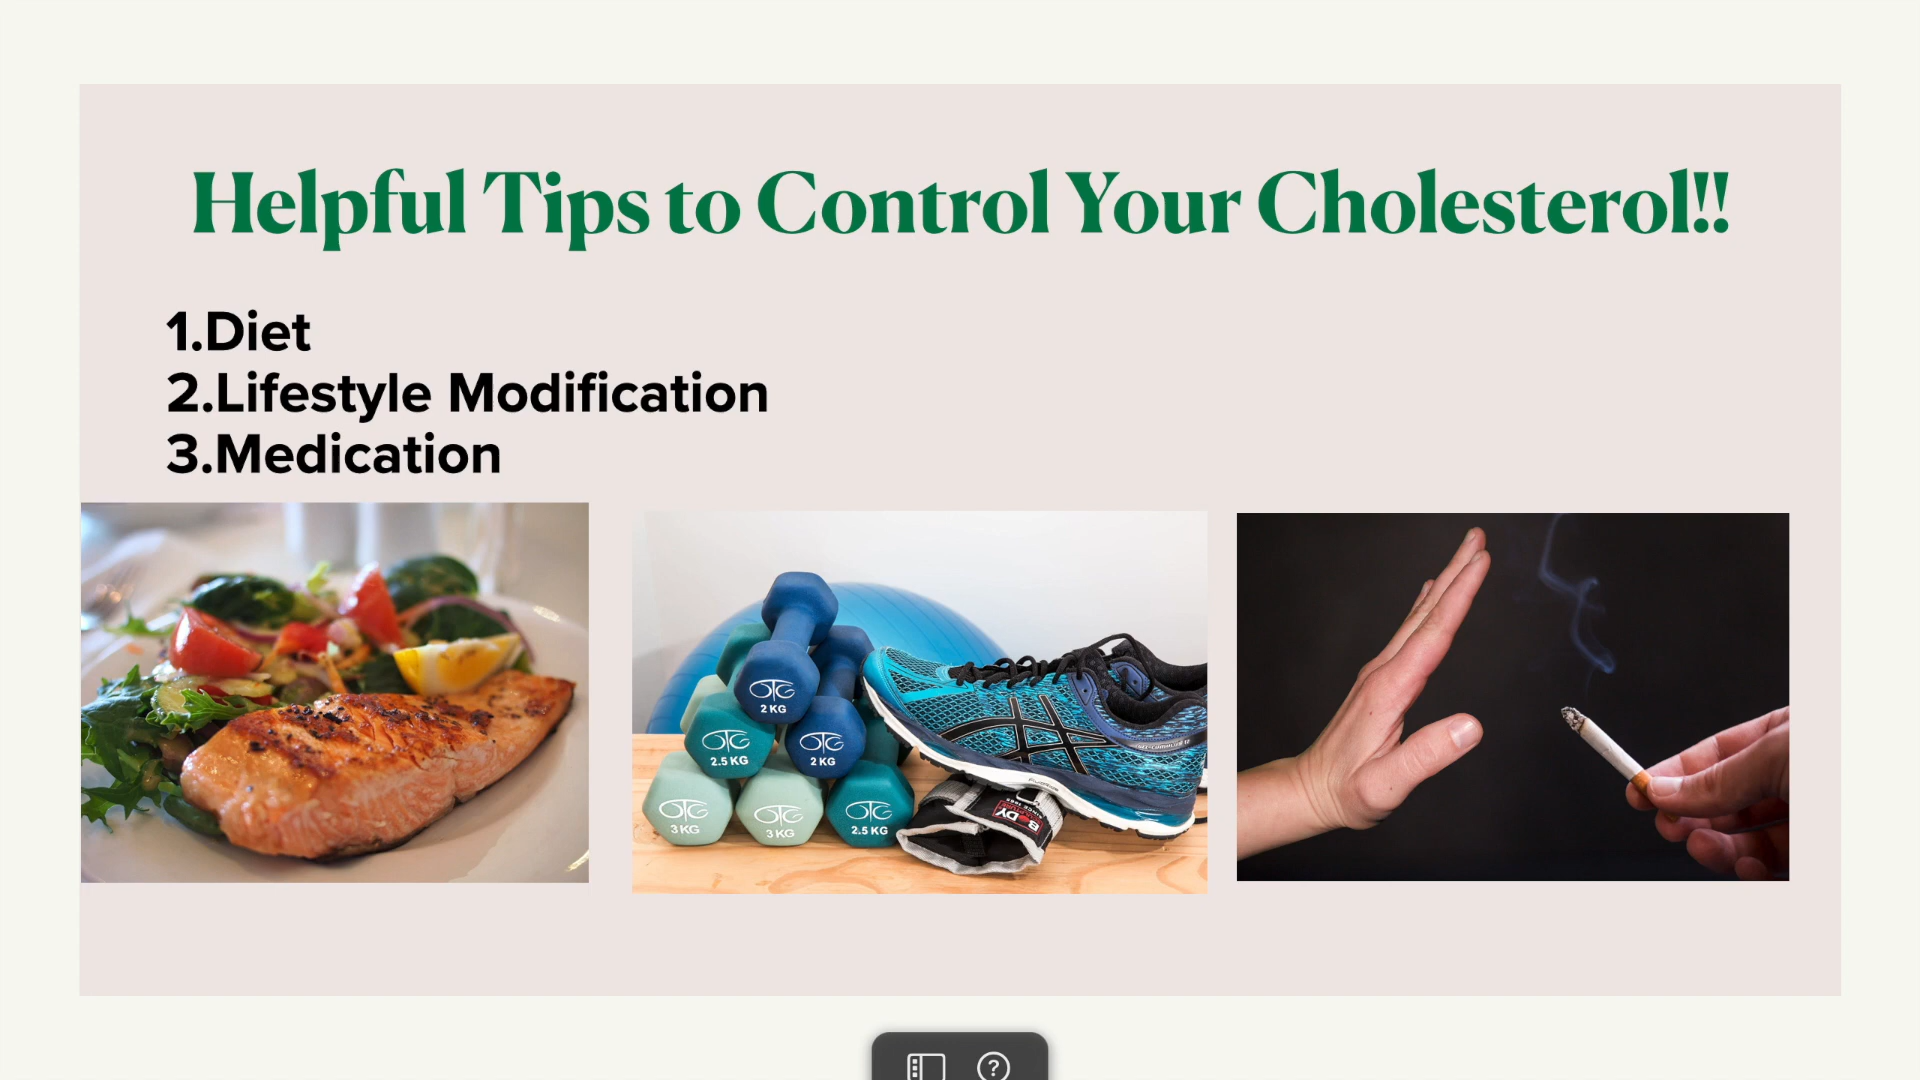 Helpful Tips to Control Your Cholesterol!!
1.Diet
2.Lifestyle Modification
3.Medication
2 KG
2.5 KG
2 KG
3 KG
3 KG
2.5 KG
BODY
?